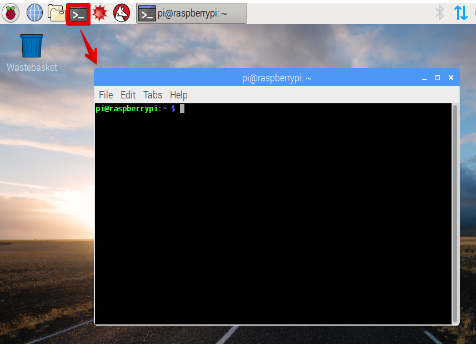 pi@raspberrypi: ~
Wastebasket
pi@raspberrypi: ~
File Edit Tabs Help
pi@raspberrypi:~ $